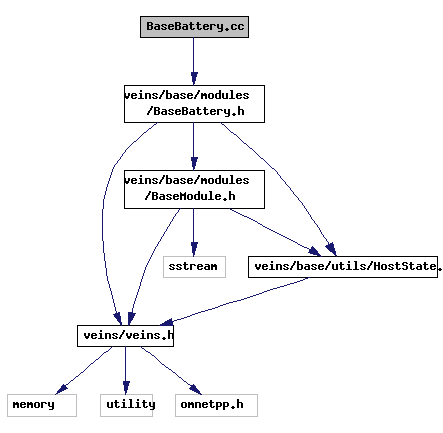 BaseBattery.cc
veins/base/modules
/BaseBattery.h
veins/base/modules
/BaseModule.h
sstream
veins/base/utils/HostState.
veins/veins.h
memory
utility
omnetpp.h